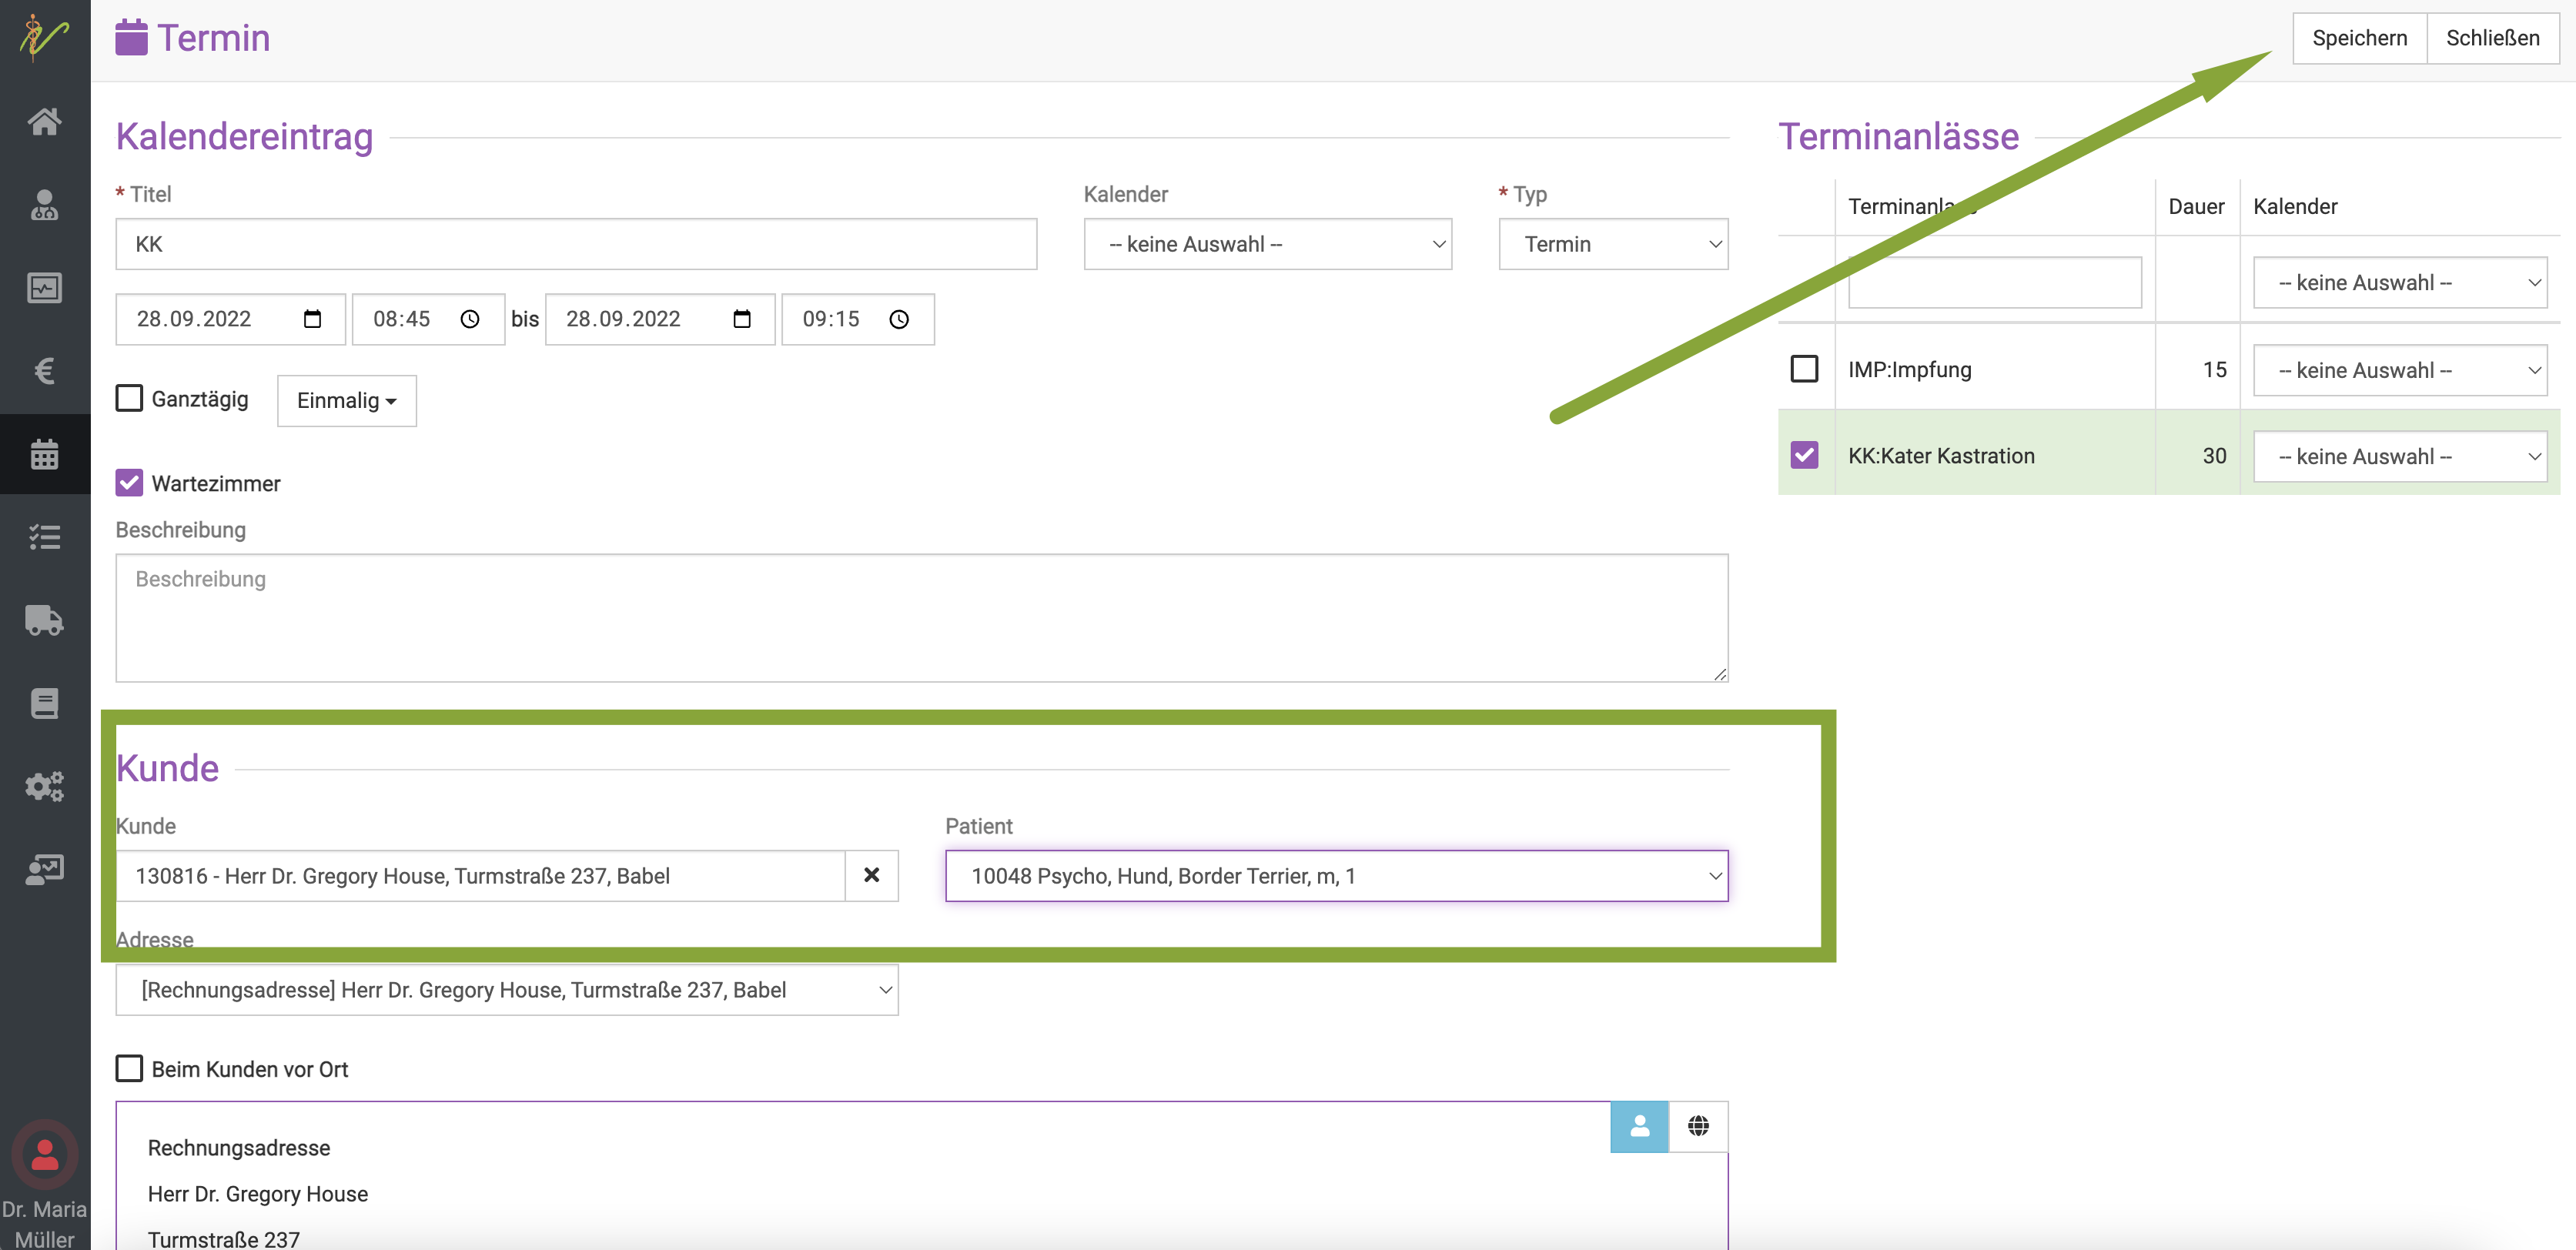 Termin
Speichern
Schließen
Kalendereintrag
* Titel
Kalender
* Typ
KK
-- keine Auswahl --
Termin
28.09.2022
08:45
bis
28.09.2022
09:15
Ganztägig
Einmalig
Wartezimmer
Beschreibung
Beschreibung
Terminanlässe
Dauer
Kalender
-- keine Auswahl --
IMP:Impfung
15
-- keine Auswahl --
KK:Kater Kastration
30
-- keine Auswahl --
Kunde
Kunde
Patient
130816 - Herr Dr. Gregory House, Turmstraße 237, Babel
10048 Psycho, Hund, Border Terrier, m, 1
Adresse
[Rechnungsadresse] Herr Dr. Gregory House, Turmstraße 237, Babel
Beim Kunden vor Ort
Rechnungsadresse
Herr Dr. Gregory House
Turmstraße 237
Dr. Maria
Müller